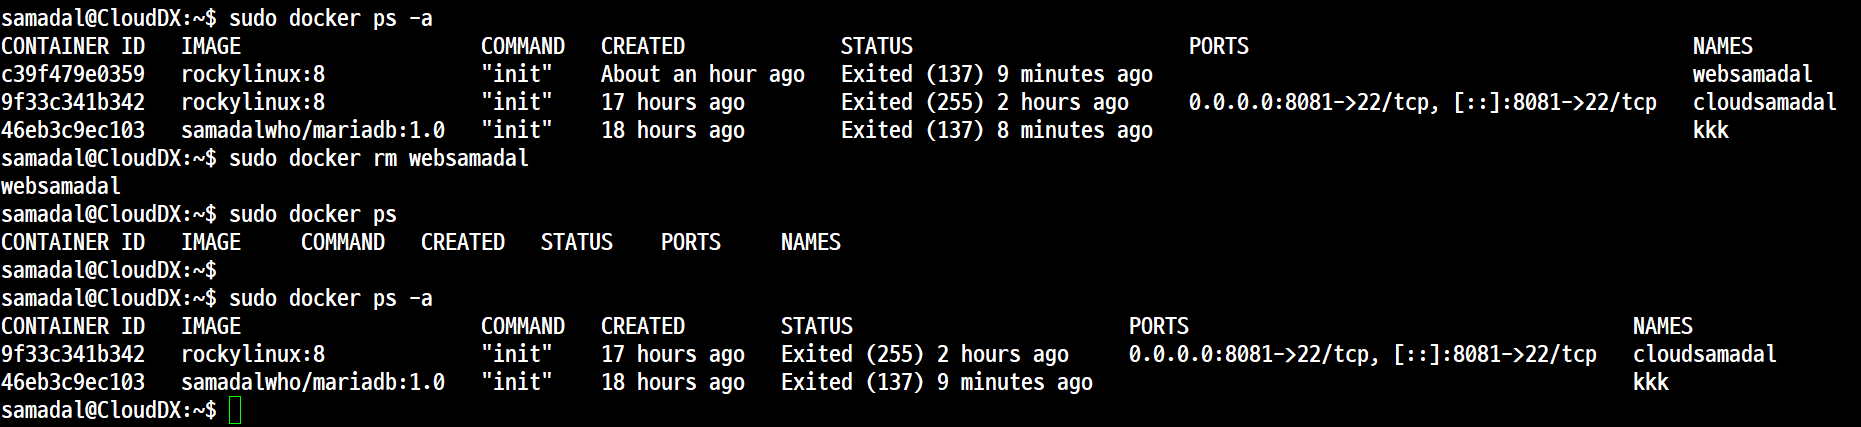 samadal@CloudDX:~$ sudo docker ps -a
CONTAINER ID   IMAGE                    COMMAND   CREATED             STATUS                       PORTS                                     NAMES
c39f479e0359   rockylinux:8             "init"    About an hour ago   Exited (137) 9 minutes ago                                             websamadal
9f33c341b342   rockylinux:8             "init"    17 hours ago        Exited (255) 2 hours ago     0.0.0.0:8081->22/tcp, [::]:8081->22/tcp   cloudsamadal
46eb3c9ec103   samadalwho/mariadb:1.0   "init"    18 hours ago        Exited (137) 8 minutes ago                                             kkk
samadal@CloudDX:~$ sudo docker rm websamadal
websamadal
samadal@CloudDX:~$ sudo docker ps
CONTAINER ID   IMAGE     COMMAND   CREATED   STATUS    PORTS     NAMES
samadal@CloudDX:~$
samadal@CloudDX:~$ sudo docker ps -a
CONTAINER ID   IMAGE                    COMMAND   CREATED        STATUS                       PORTS                                     NAMES
9f33c341b342   rockylinux:8             "init"    17 hours ago   Exited (255) 2 hours ago     0.0.0.0:8081->22/tcp, [::]:8081->22/tcp   cloudsamadal
46eb3c9ec103   samadalwho/mariadb:1.0   "init"    18 hours ago   Exited (137) 9 minutes ago                                             kkk
samadal@CloudDX:~$